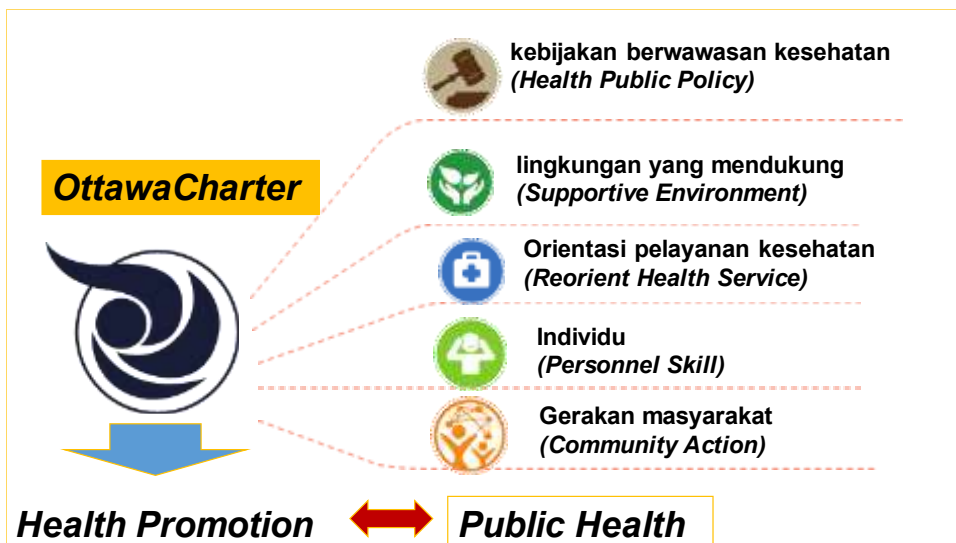 kebijakan berwawasan kesehatan
(Health Public Policy)
OttawaCharter
lingkungan yang mendukung
(Supportive Environment)
Orientasi pelayanan kesehatan
(Reorient Health Service)
Individu
(Personnel Skill)
Gerakan masyarakat
(Community Action)
Health Promotion
Public Health